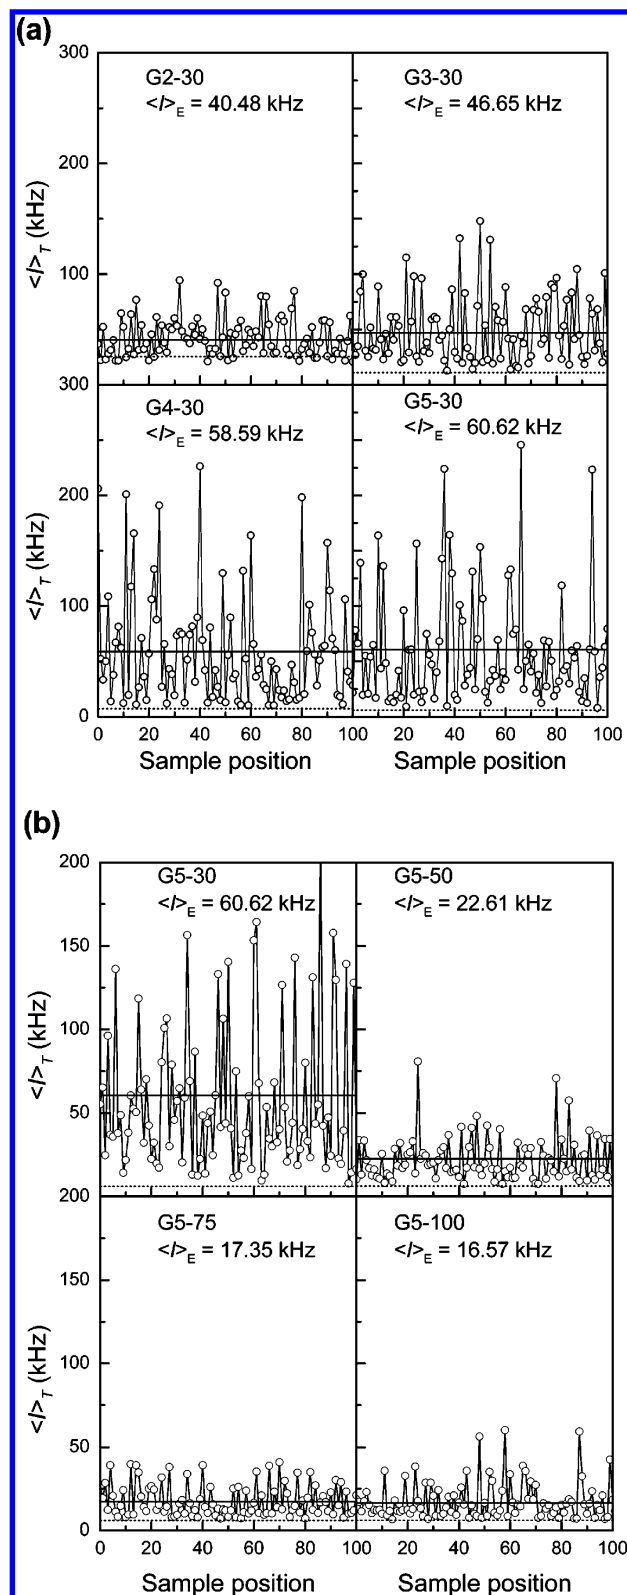 (a)
300
250
200
150
100
50
<I>T (kHz)
G2-30
<I>E = 40.48 kHz
G3-30
<I>E = 46.65 kHz
300
200
100
0
<I>T (kHz)
G4-30
<I>E = 58.59 kHz
G5-30
<I>E = 60.62 kHz
0 20 40 60 80 100 20 40 60 80 100
Sample position Sample position
(b)
200
150
100
50
<I>T (kHz)
G5-30
<I>E = 60.62 kHz
G5-50
<I>E = 22.61 kHz
200
150
100
50
0
<I>T (kHz)
G5-75
<I>E = 17.35 kHz
G5-100
<I>E = 16.57 kHz
0 20 40 60 80 100 20 40 60 80 100
Sample position Sample position